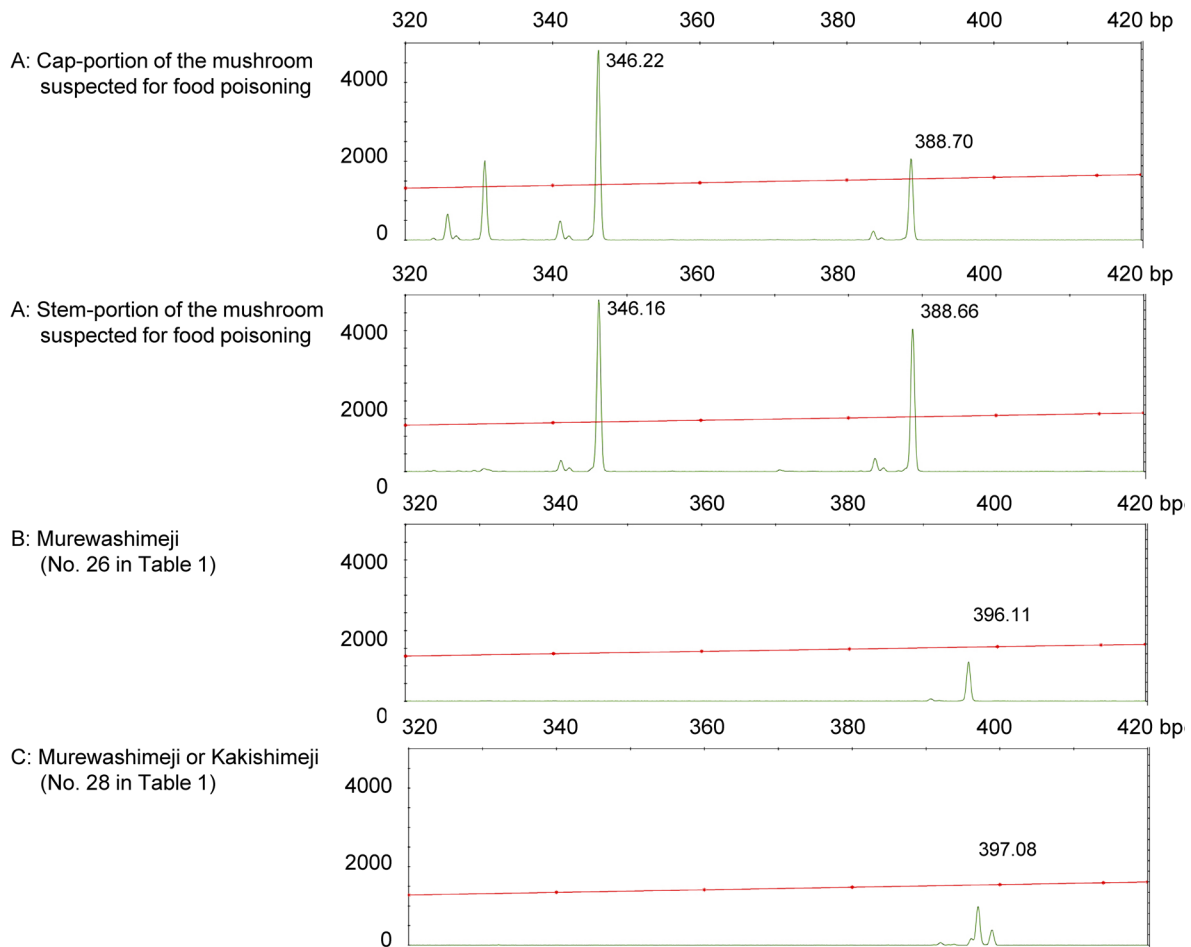 320 340 360 380 400 420 bp
A: Cap-portion of the mushroom
suspected for food poisoning
4000
2000
0
346.22
388.70
320 340 360 380 400 420 bp
A: Stem-portion of the mushroom
suspected for food poisoning
4000
2000
0
346.16
388.66
320 340 360 380 400 420 bp
B: Murewashimeji
(No. 26 in Table 1)
4000
2000
0
396.11
320 340 360 380 400 420 bp
C: Murewashimeji or Kakishimeji
(No. 28 in Table 1)
4000
2000
0
397.08